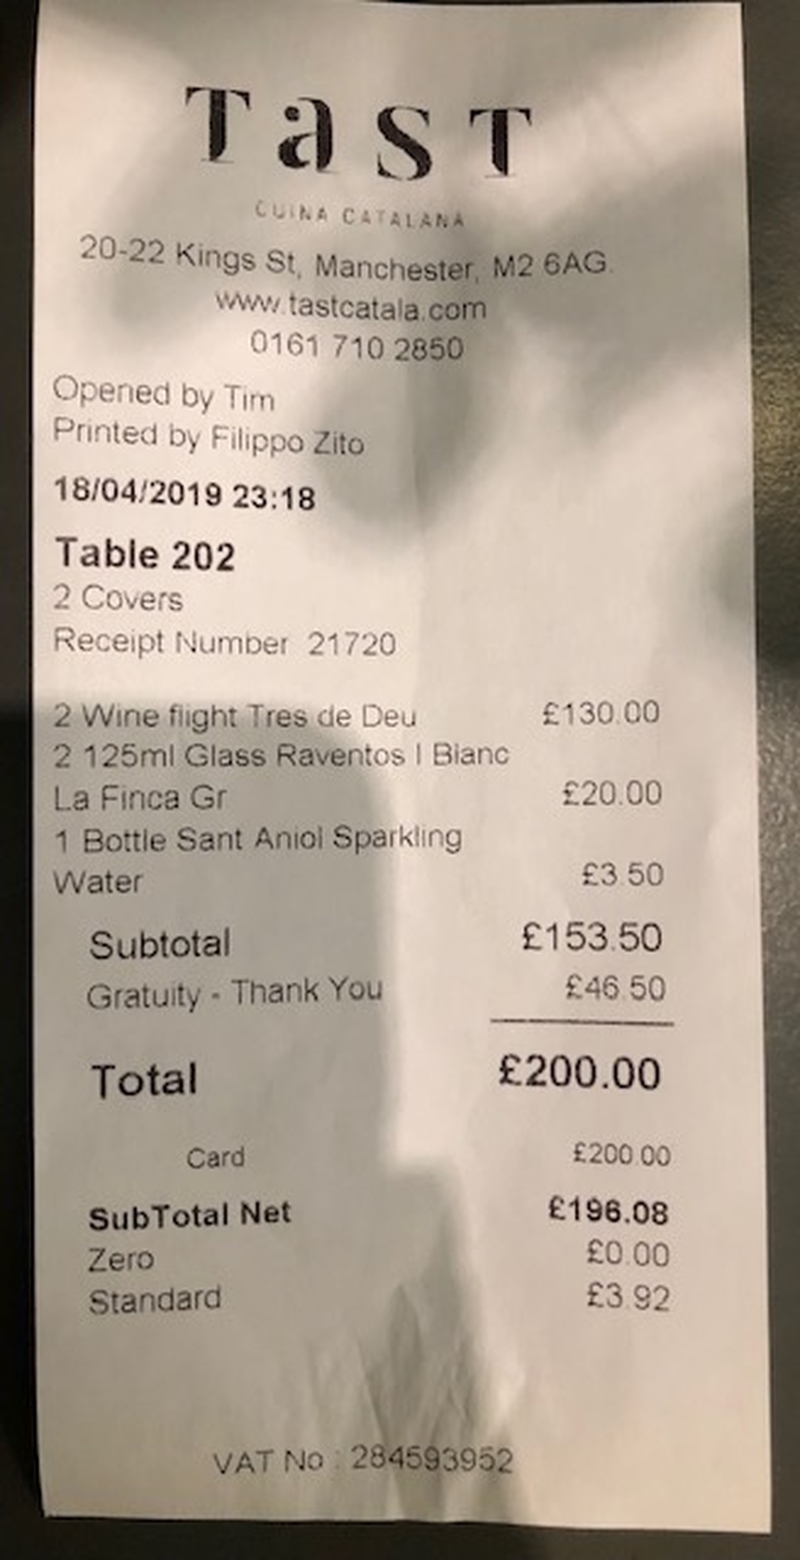 TaST
CUINA CATALANA
20-22 Kings St, Manchester, M2 6AG.
www.tastcatala.com
0161 710 2850
Opened by Tim
Printed by Filippo Zito
18/04/2019 23:18
Table 202
2 Covers
Receipt Number 21720
2 Wine flight Tres de Deu £130.00
2 125ml Glass Raventos I Blanc
La Finca Gr £20.00
1 Bottle Sant Aniol Sparkling
Water £3.50
Subtotal £153.50
Gratuity - Thank You £46.50
Total £200.00
Card £200.00
SubTotal Net £196.08
Zero £0.00
Standard £3.92
VAT No : 284593952